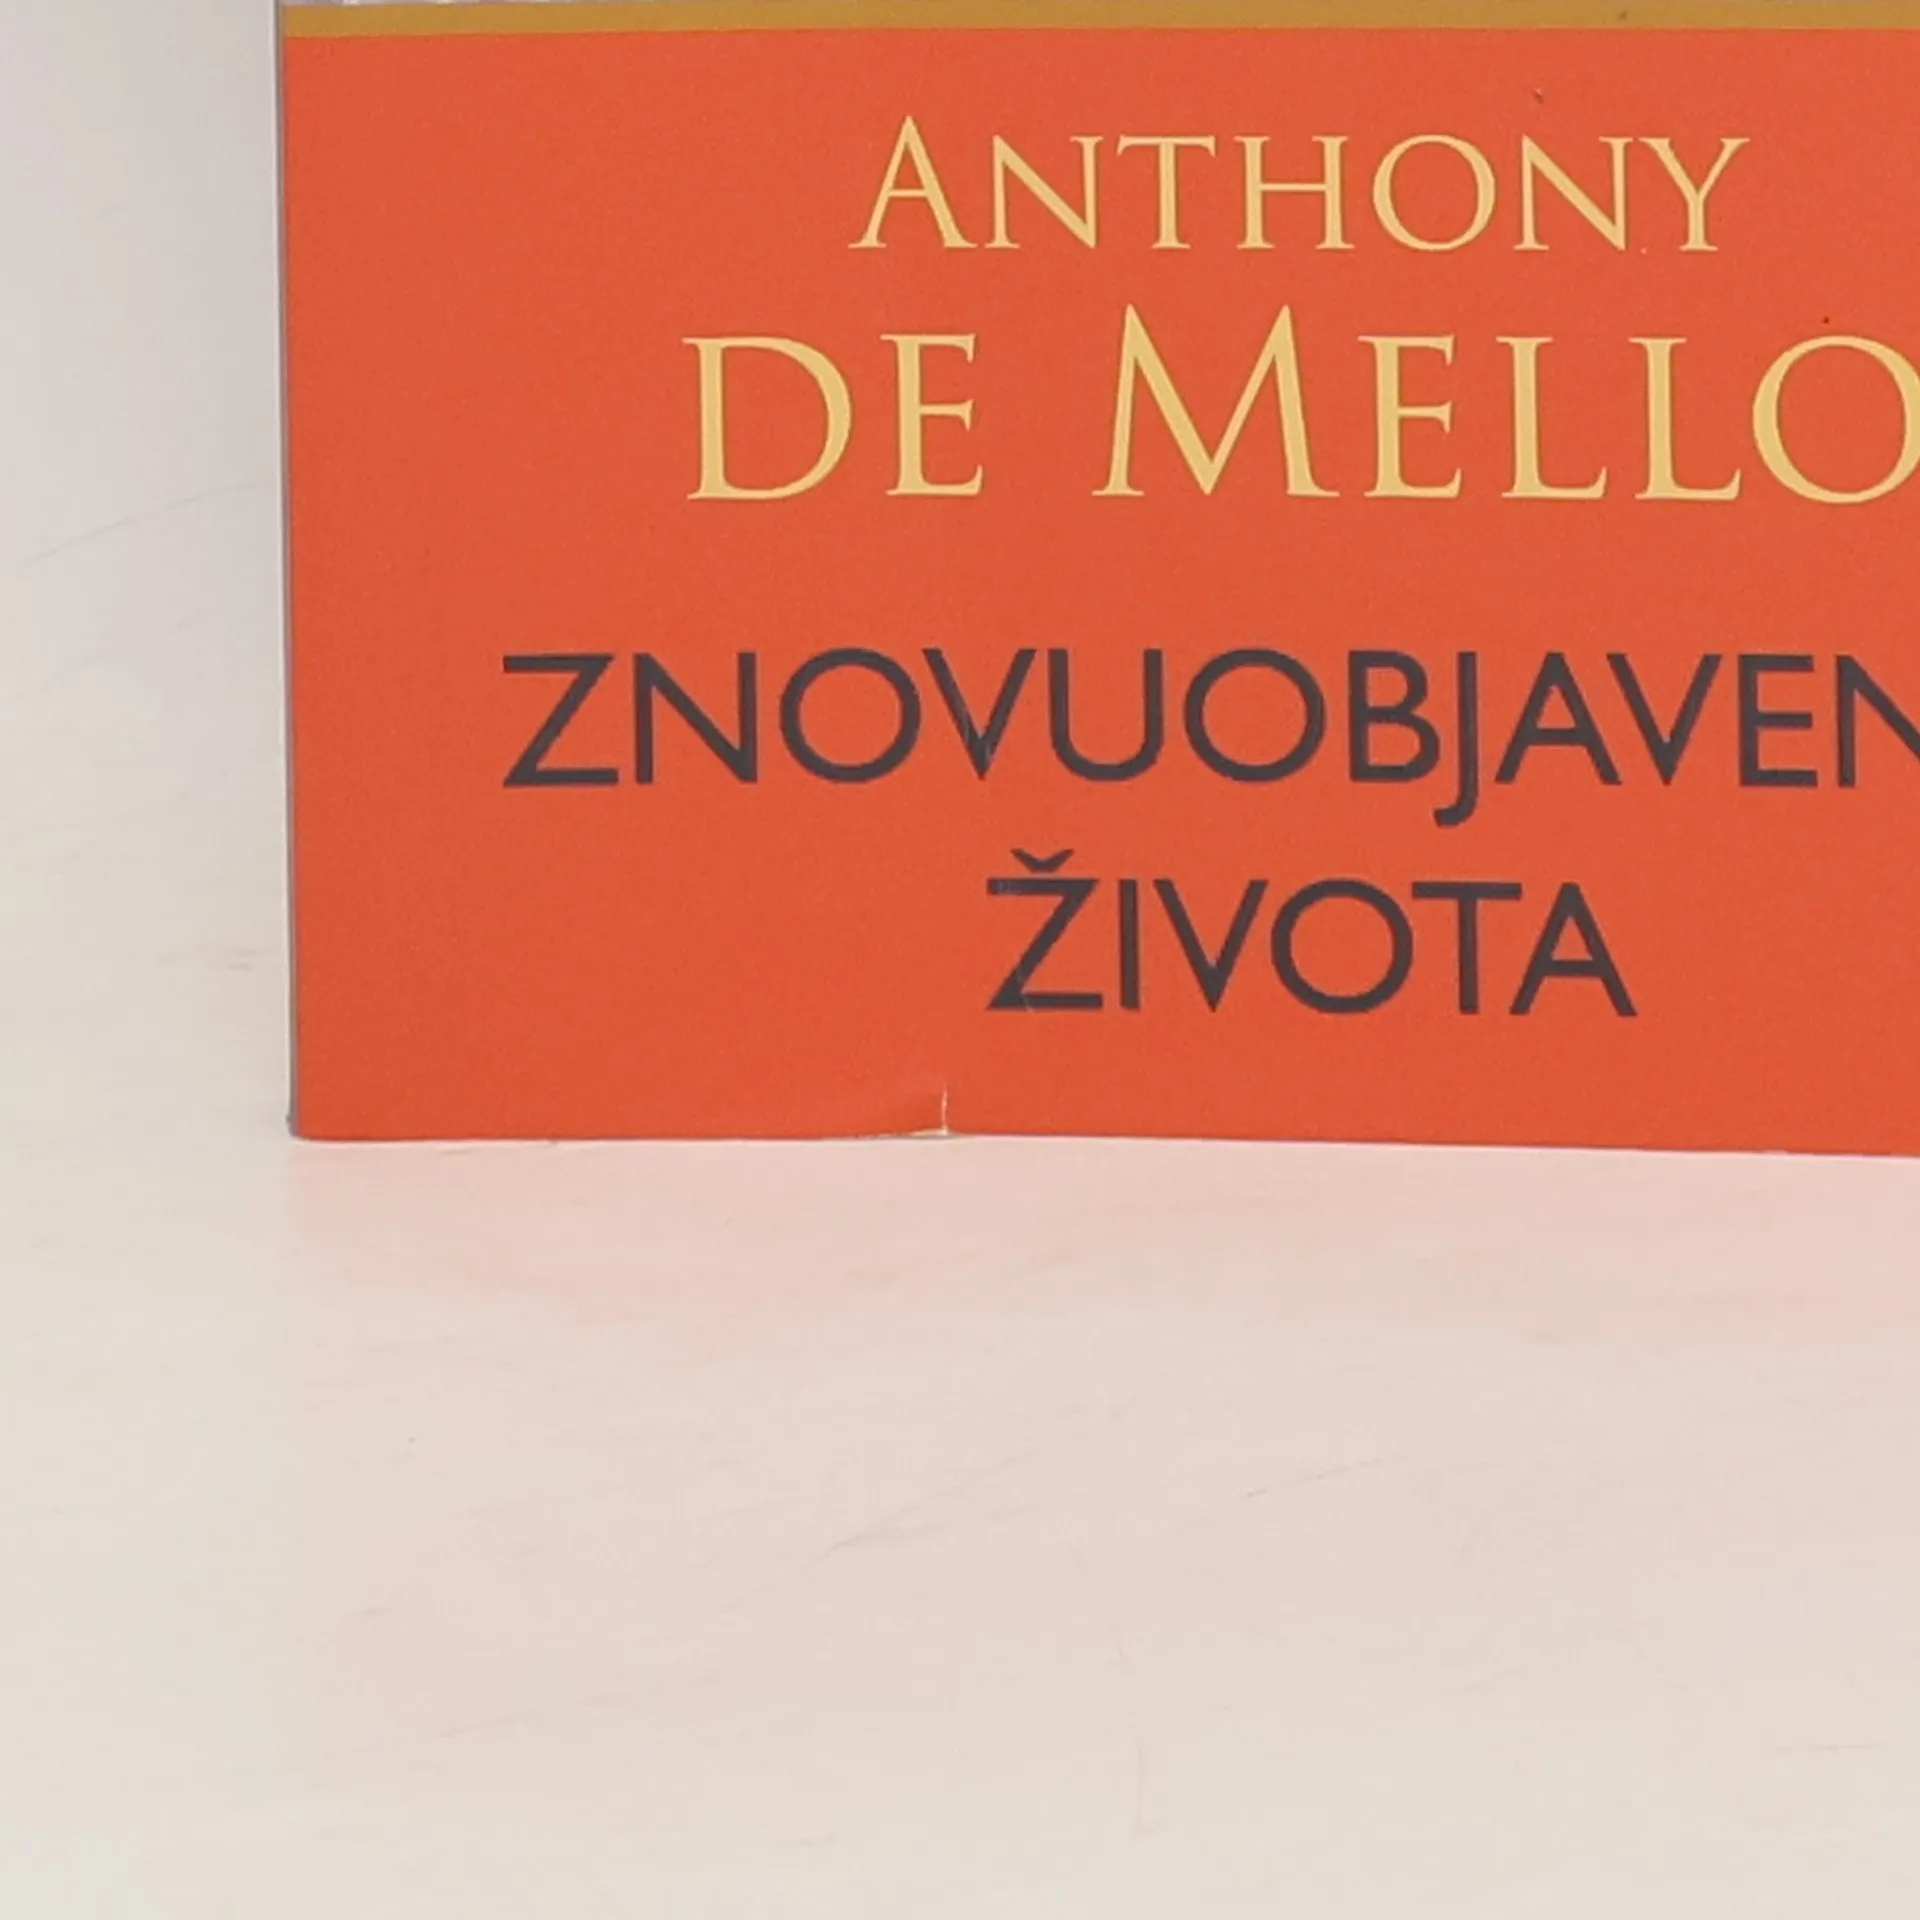 ANTHONY
DE MELLO
ZNOVUOBJAVEN
ŽIVOTA